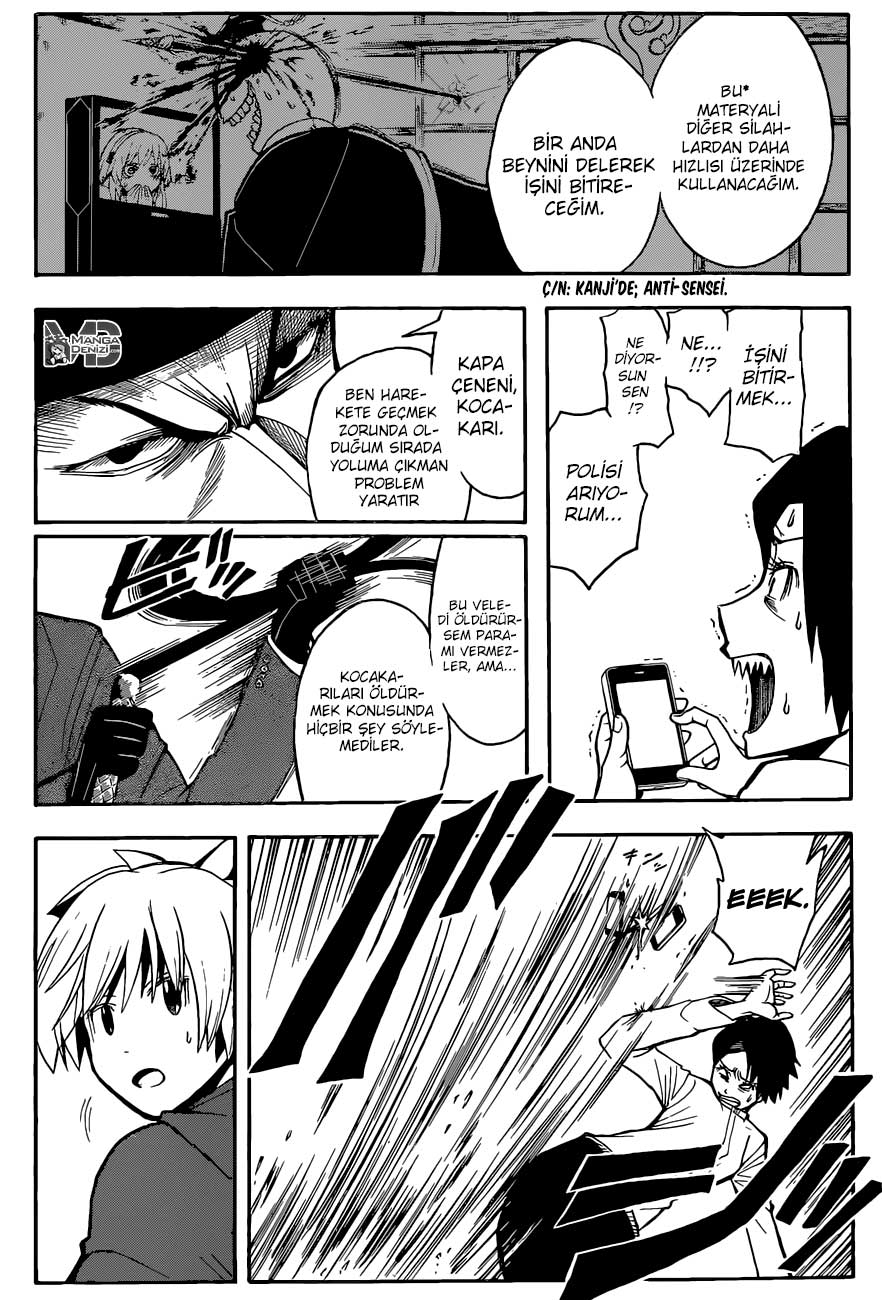 BU*
MATERYALİ
DİĞER SİLAH-
LARDAN DAHA
HIZLISI ÜZERİNDE
KULLANACAĞIM.
BİR ANDA
BEYNİNİ DELEREK
İŞİNİ BİTİRE-
CEĞİM.
Ç/N: KANJİ'DE; ANTİ-SENSEI.
İŞİNİ
BİTİR-
MEK...
NE...
!!?
NE
DİYOR-
SUN
SEN
!?
POLİSİ
ARIYO-
RUM...
KAPA
ÇENENİ,
KOCA-
KARI.
BEN HARE-
KETE GEÇMEK
ZORUNDA OL-
DUĞUM SIRADA
YOLUMA ÇIKMAN
PROBLEM
YARATIR
MANGA
DENİZİ
BU VELE-
Dİ ÖLDÜRÜR-
SEM PARA-
MI VERMEZ-
LER, AMA...
KOCAKA-
RILARI ÖLDÜR-
MEK KONUSUNDA
HİÇBİR ŞEY SÖYLE-
MEDİLER.
ビュ
EEEK.
キン